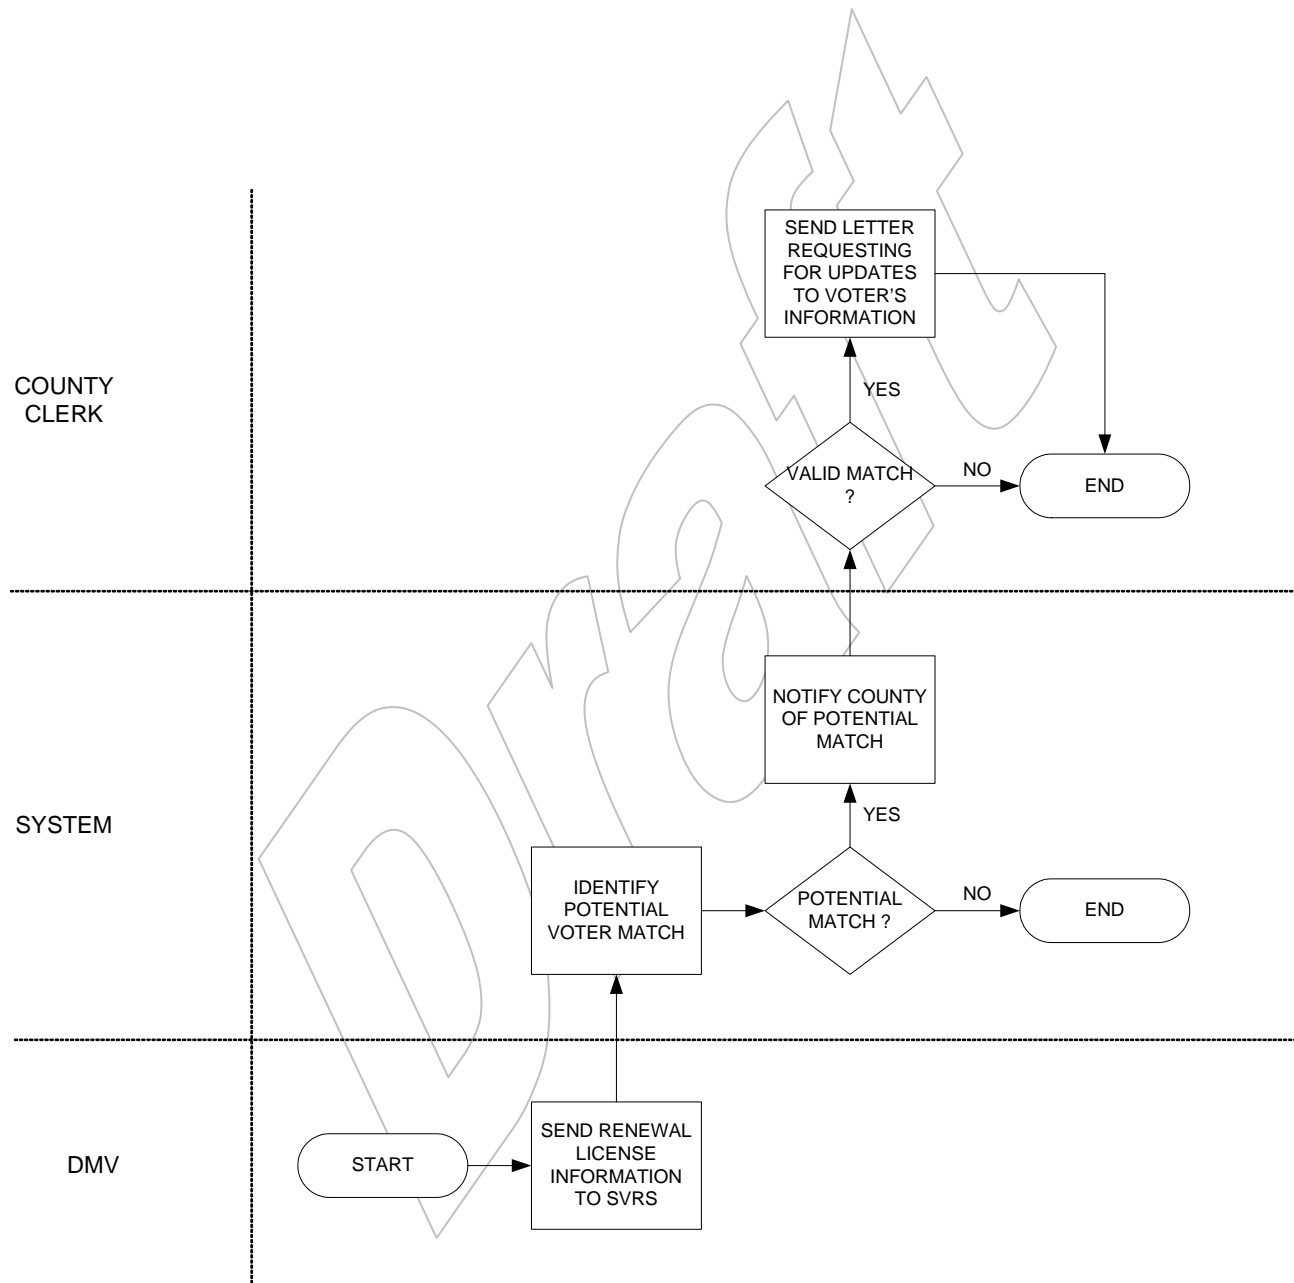 SEND LETTER
REQUESTING
FOR UPDATES
TO VOTER'S
INFORMATION
COUNTY
CLERK
YES
VALID MATCH
?
NO
END
NOTIFY COUNTY
OF POTENTIAL
MATCH
SYSTEM
YES
IDENTIFY
POTENTIAL
VOTER MATCH
POTENTIAL
MATCH ?
NO
END
DMV
START
SEND RENEWAL
LICENSE
INFORMATION
TO SVRS
Draft